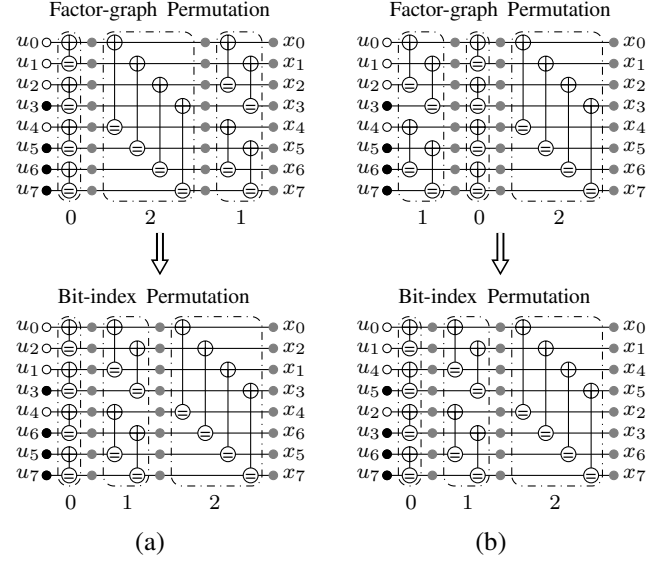 Factor-graph Permutation Factor-graph Permutation
u0 x0 u0 x0
u1 x1 u1 x1
u2 x2 u2 x2
u3 x3 u3 x3
u4 x4 u4 x4
u5 x5 u5 x5
u6 x6 u6 x6
u7 x7 u7 x7
0 2 1 1 0 2
Bit-index Permutation Bit-index Permutation
u0 x0 u0 x0
u2 x2 u1 x1
u1 x1 u4 x4
u3 x3 u5 x5
u4 x4 u2 x2
u6 x6 u3 x3
u5 x5 u6 x6
u7 x7 u7 x7
0 1 2 0 1 2
(a) (b)